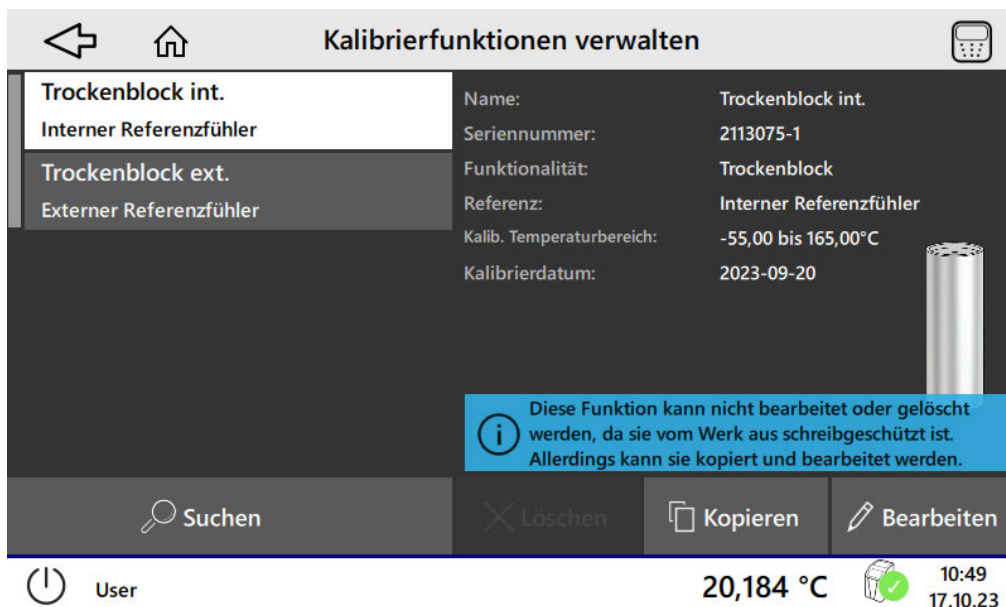 Kalibrierfunktionen verwalten
Trockenblock int.
Interner Referenzfühler
Trockenblock ext.
Externer Referenzfühler
Name: Trockenblock int.
Seriennummer: 2113075-1
Funktionalität: Trockenblock
Referenz: Interner Referenzfühler
Kalib. Temperaturbereich: -55,00 bis 165,00°C
Kalibrierdatum: 2023-09-20
Diese Funktion kann nicht bearbeitet oder gelöscht
werden, da sie vom Werk aus schreibgeschützt ist.
Allerdings kann sie kopiert und bearbeitet werden.
Suchen
Löschen
Kopieren
Bearbeiten
User
20,184 °C
10:49
17.10.23